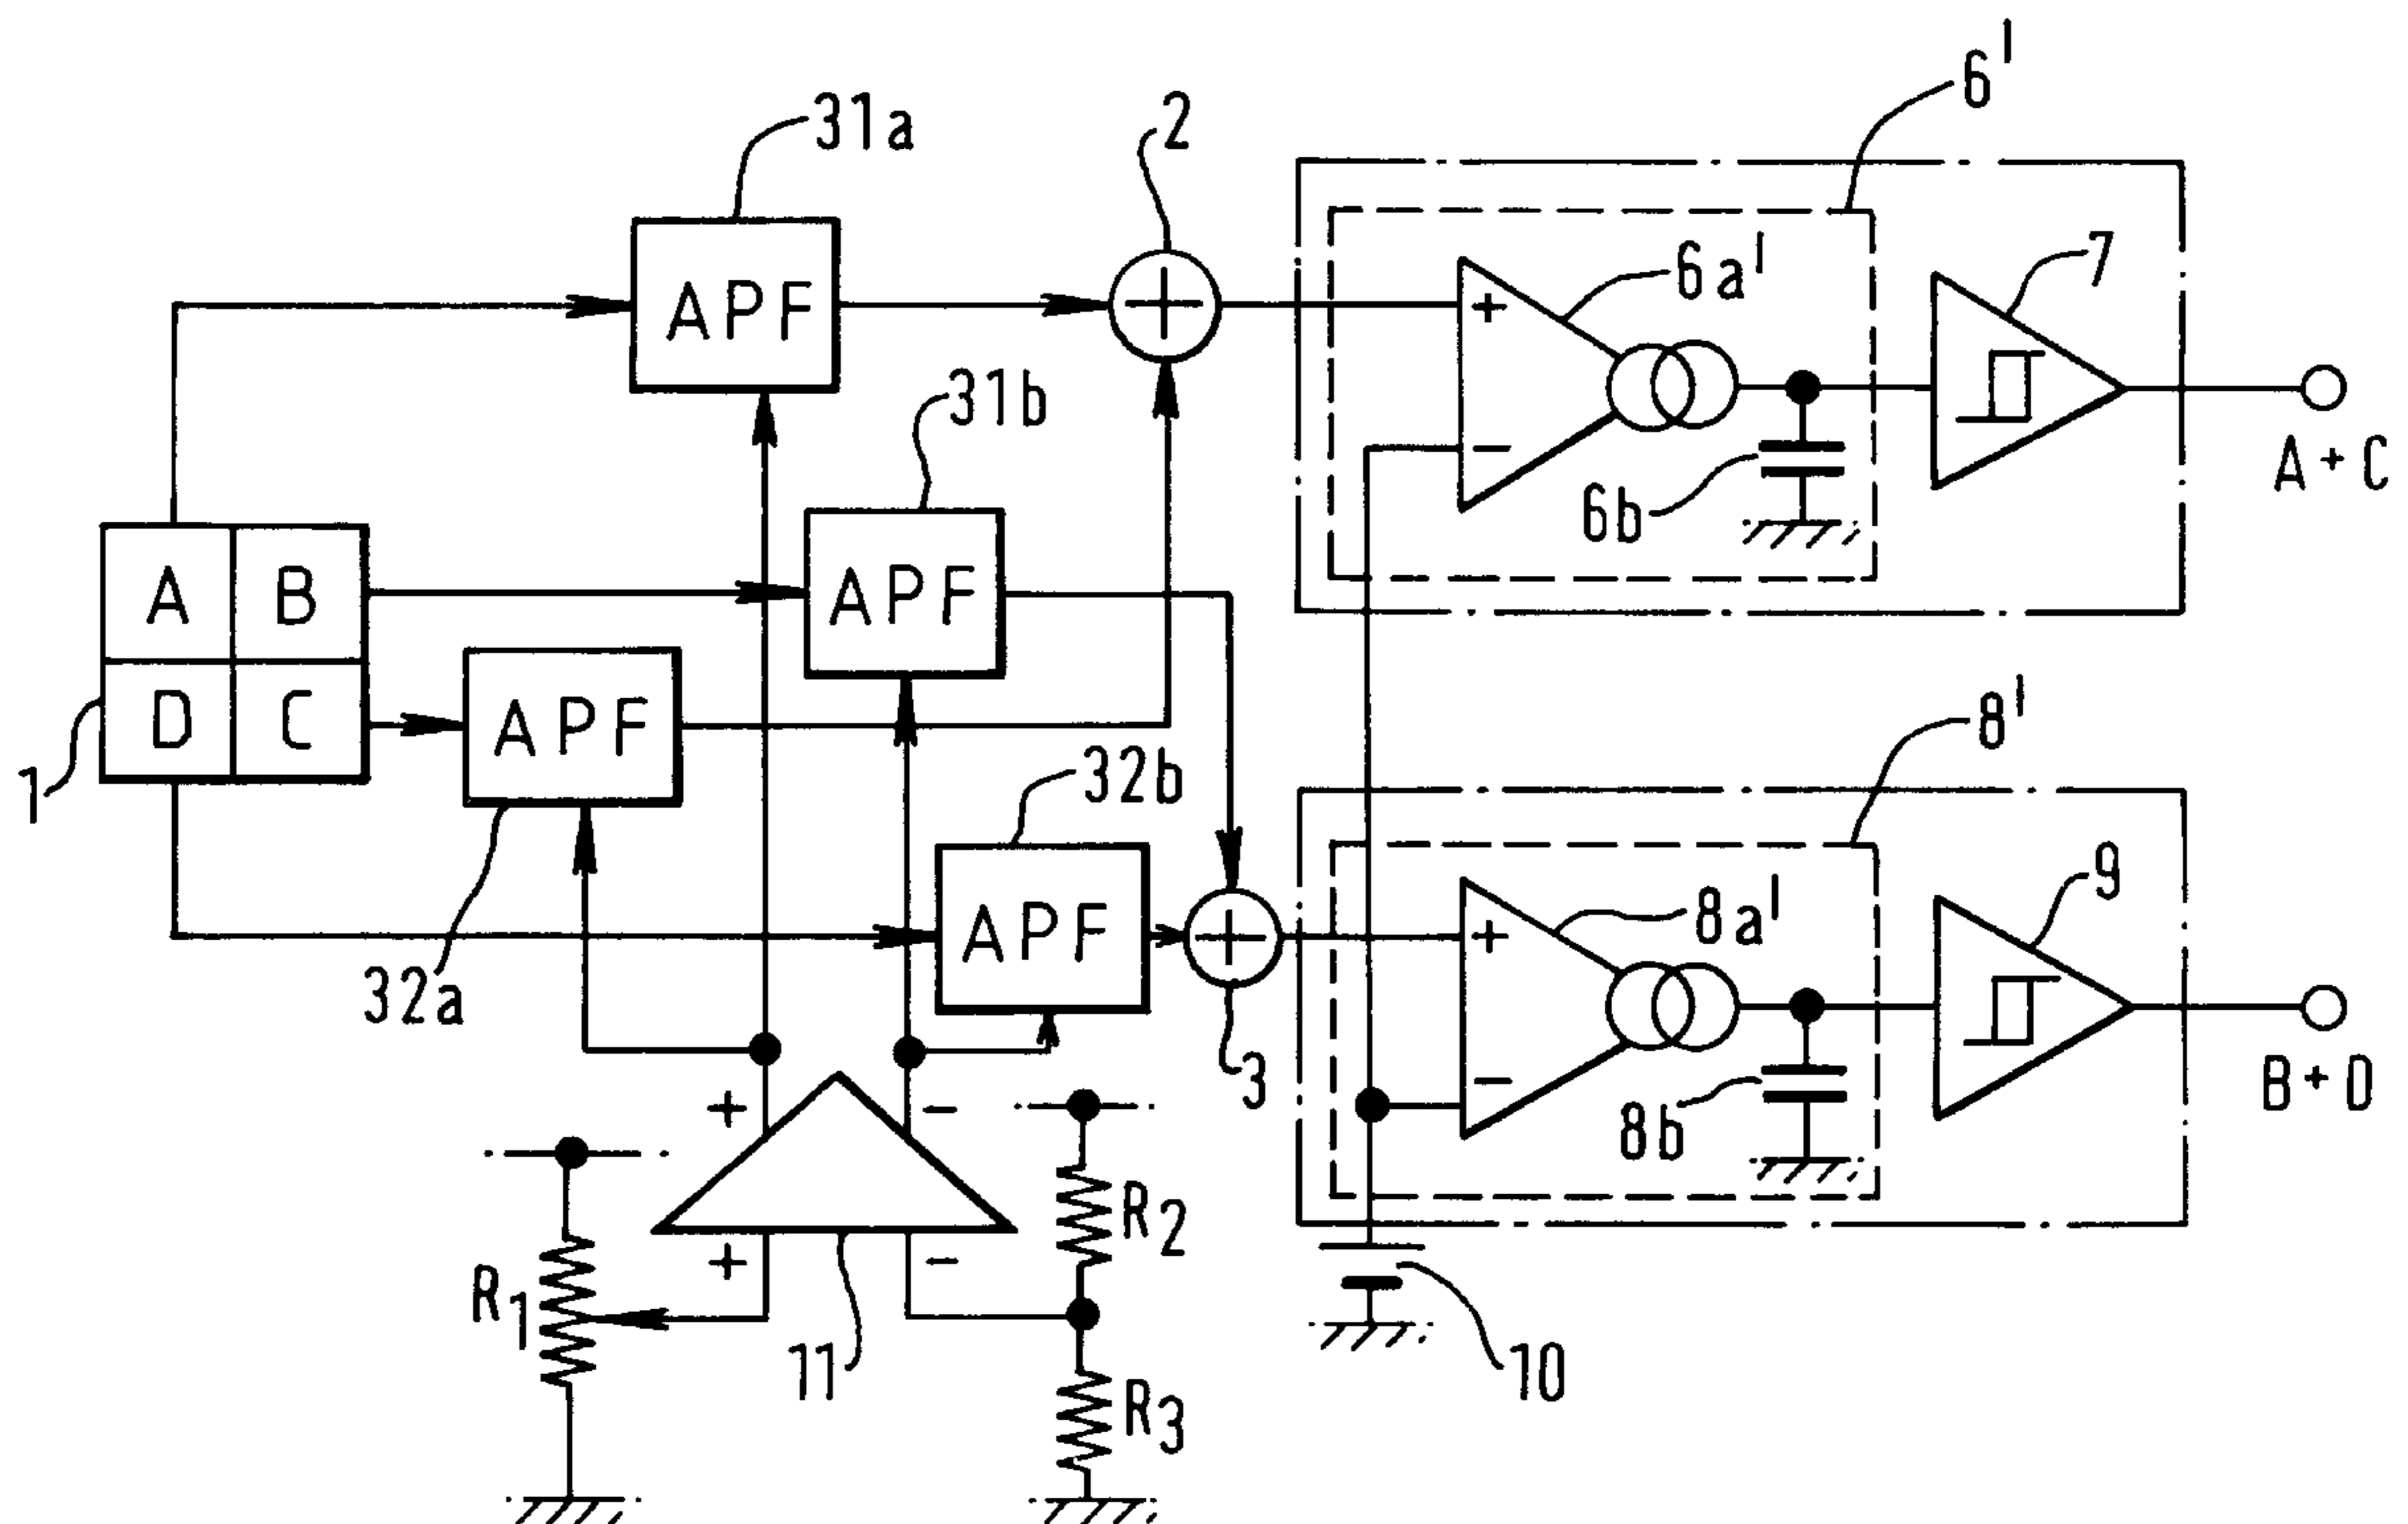 6'
31a
2
6a'
7
APF
+
31b
A + C
6b
A B
APF
APF
D C
8'
1
32b
8a'
9
+
APF
32a
3
B + D
+ −
−
8b
R2
+ −
R1
11
10
R3